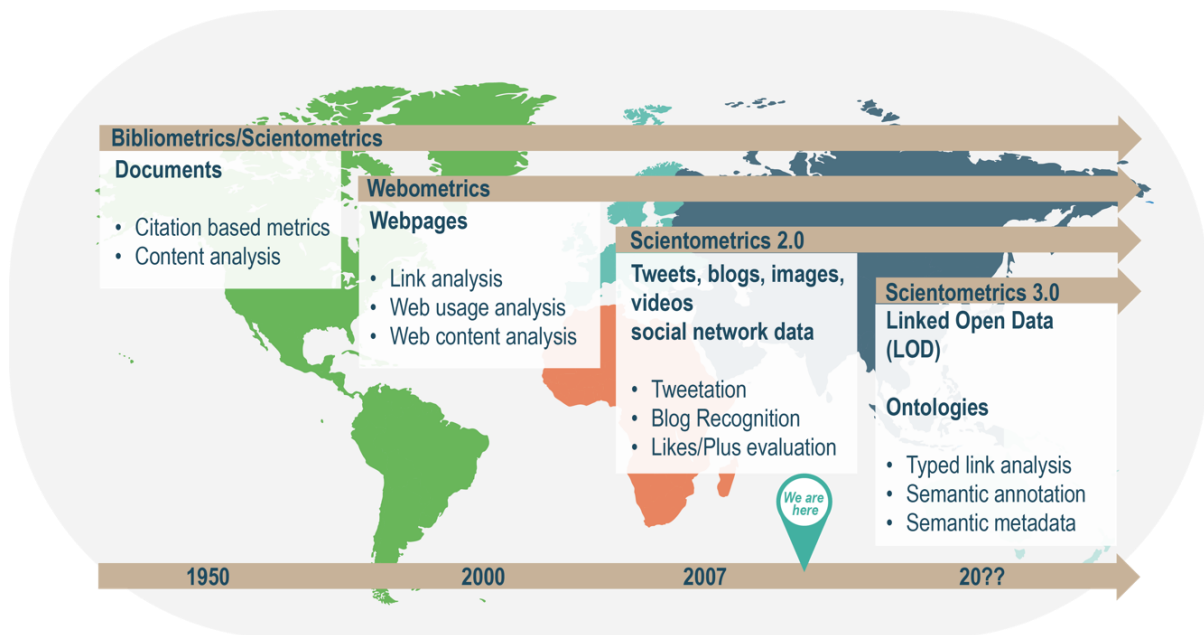 Bibliometrics/Scientometrics
Documents
• Citation based metrics
• Content analysis
Webometrics
Webpages
• Link analysis
• Web usage analysis
• Web content analysis
Scientometrics 2.0
Tweets, blogs, images,
videos
social network data
• Tweetation
• Blog Recognition
• Likes/Plus evaluation
Scientometrics 3.0
Linked Open Data
(LOD)
Ontologies
• Typed link analysis
• Semantic annotation
• Semantic metadata
We are
here
1950
2000
2007
20??